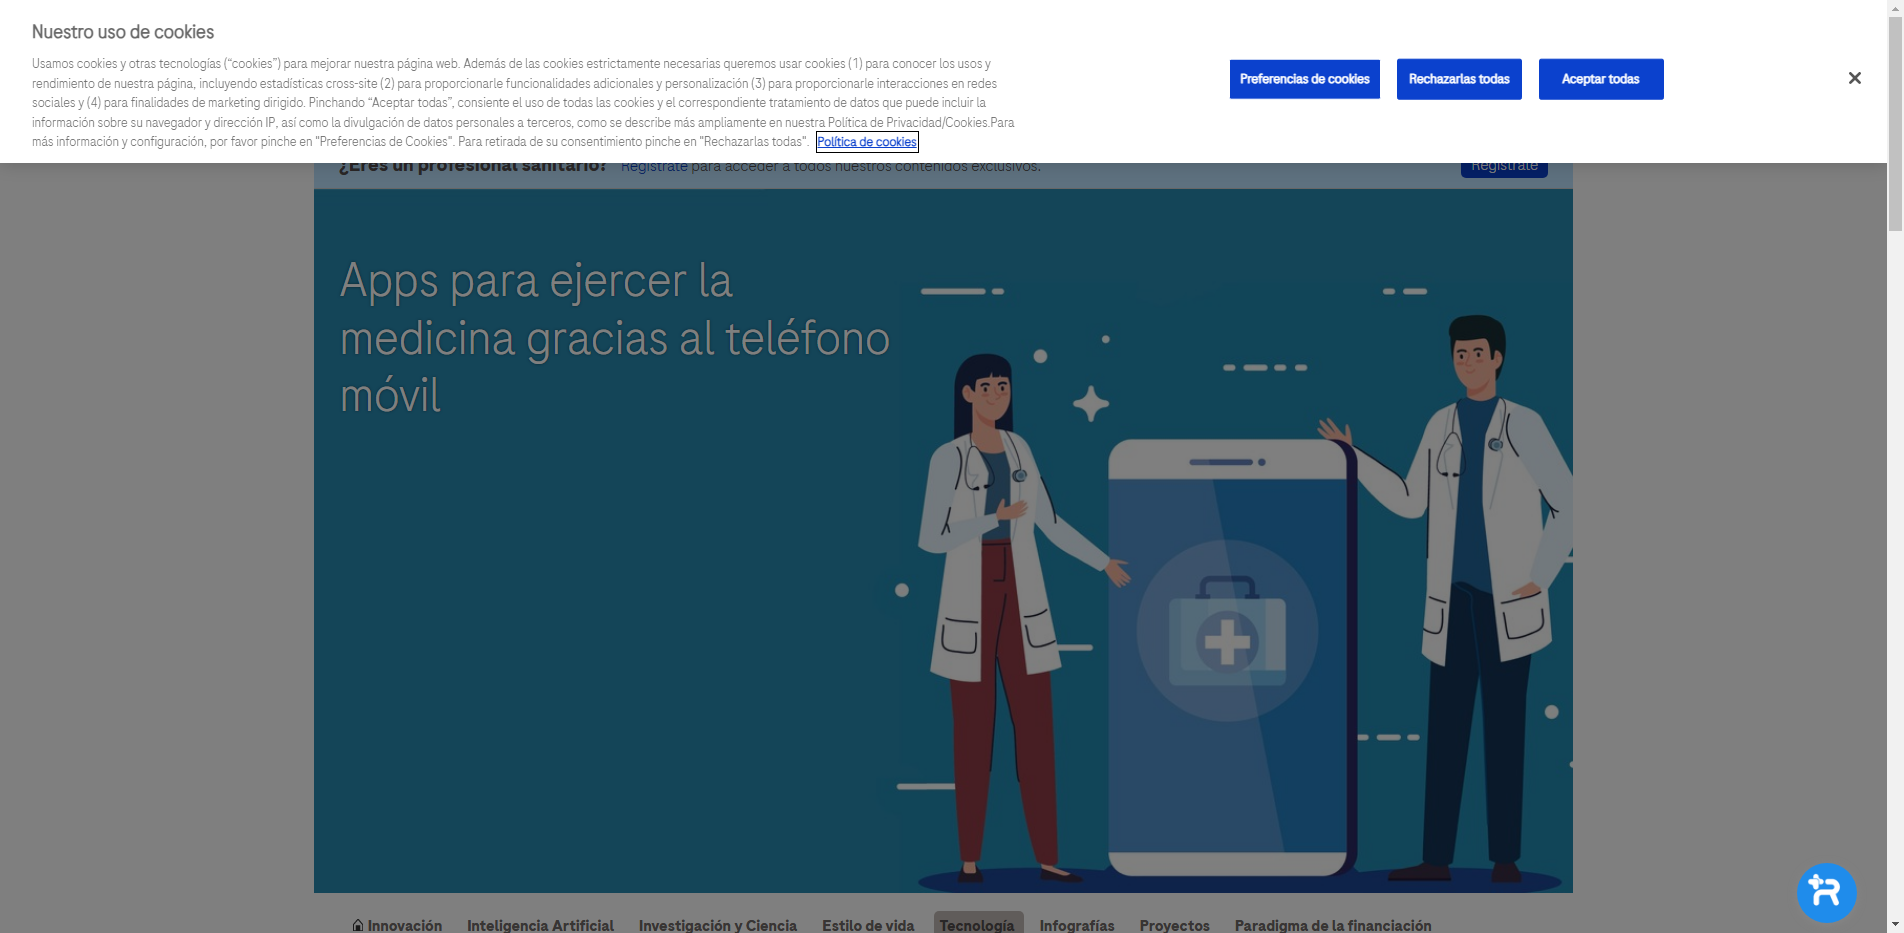 Nuestro uso de cookies
Usamos cookies y otras tecnologías (“cookies”) para mejorar nuestra página web. Además de las cookies estrictamente necesarias queremos usar cookies (1) para conocer los usos y
rendimiento de nuestra página, incluyendo estadísticas cross-site (2) para proporcionarle funcionalidades adicionales y personalización (3) para proporcionarle interacciones en redes
sociales y (4) para finalidades de marketing dirigido. Pinchando “Aceptar todas”, consiente el uso de todas las cookies y el correspondiente tratamiento de datos que puede incluir la
información sobre su navegador y dirección IP, así como la divulgación de datos personales a terceros, como se describe más ampliamente en nuestra Política de Privacidad/Cookies.Para
más información y configuración, por favor pinche en "Preferencias de Cookies". Para retirada de su consentimiento pinche en "Rechazarlas todas". Política de cookies
Preferencias de cookies Rechazarlas todas Aceptar todas
¿Eres un profesional sanitario? Regístrate para acceder a todos nuestros contenidos exclusivos. Regístrate
Apps para ejercer la
medicina gracias al teléfono
móvil
Innovación Inteligencia Artificial Investigación y Ciencia Estilo de vida Tecnología Infografías Proyectos Paradigma de la financiación